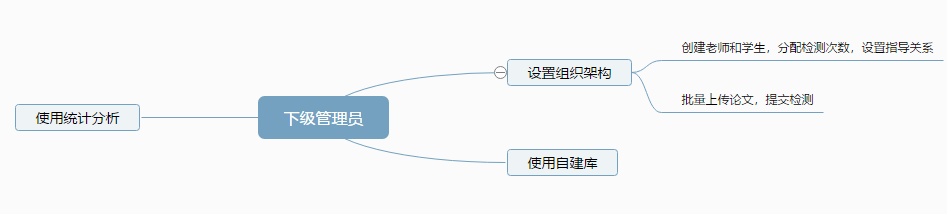 创建老师和学生，分配检测次数，设置指导关系
设置组织架构
批量上传论文，提交检测
使用统计分析
下级管理员
使用自建库